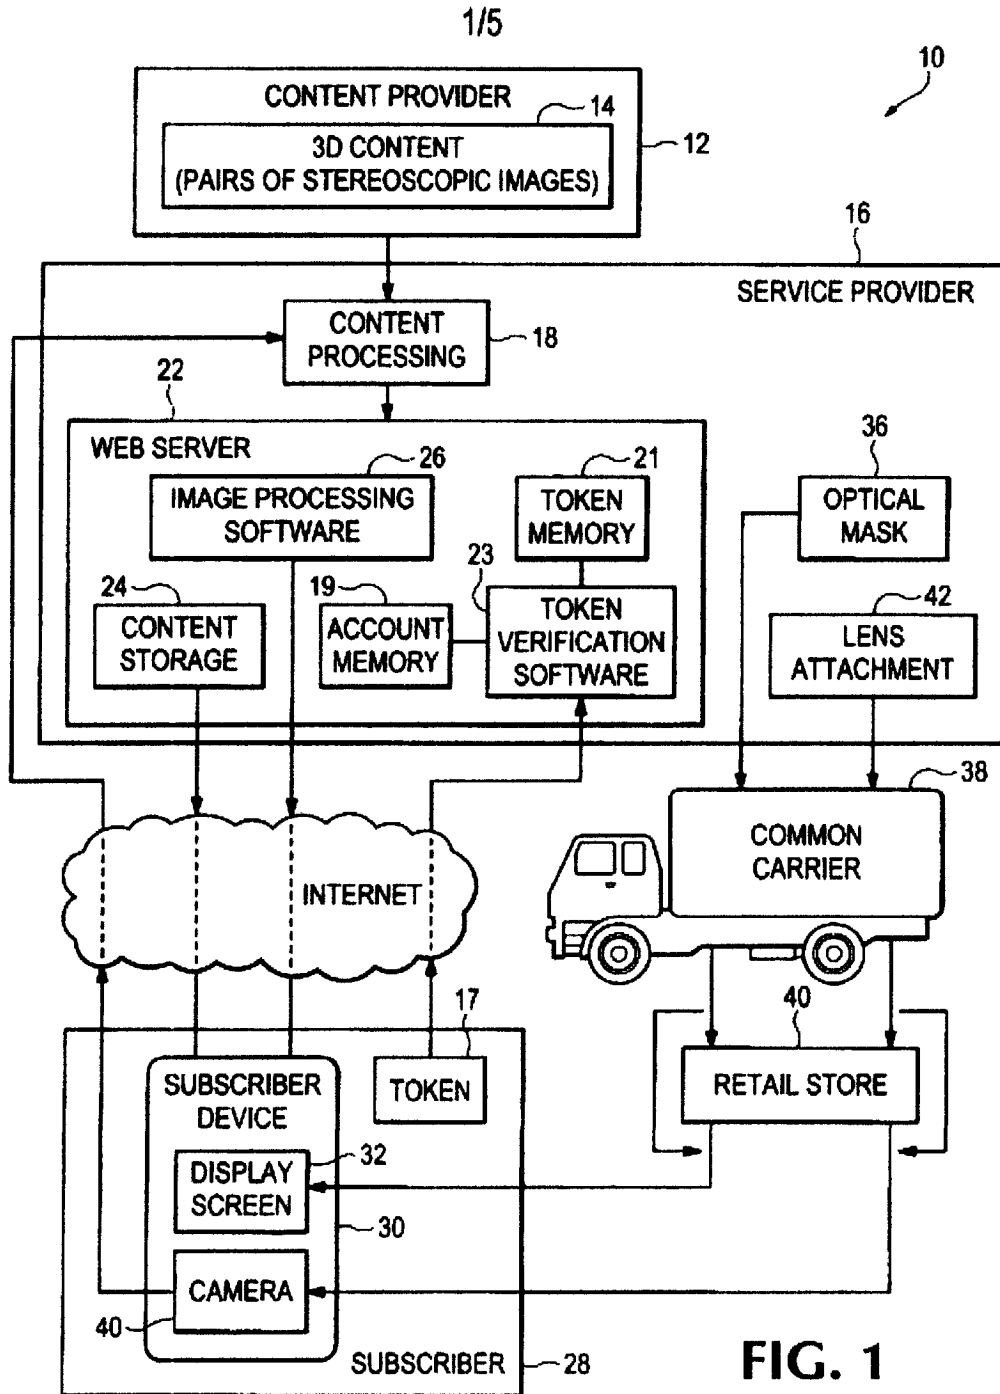 1/5
10
CONTENT PROVIDER
14
3D CONTENT
(PAIRS OF STEREOSCOPIC IMAGES)
12
16
SERVICE PROVIDER
CONTENT
PROCESSING
18
22
WEB SERVER
26
IMAGE PROCESSING
SOFTWARE
21
TOKEN
MEMORY
36
OPTICAL
MASK
24
CONTENT
STORAGE
19
ACCOUNT
MEMORY
23
TOKEN
VERIFICATION
SOFTWARE
42
LENS
ATTACHMENT
38
COMMON
CARRIER
INTERNET
17
TOKEN
40
RETAIL STORE
SUBSCRIBER
DEVICE
32
DISPLAY
SCREEN
30
CAMERA
40
SUBSCRIBER
28
FIG. 1